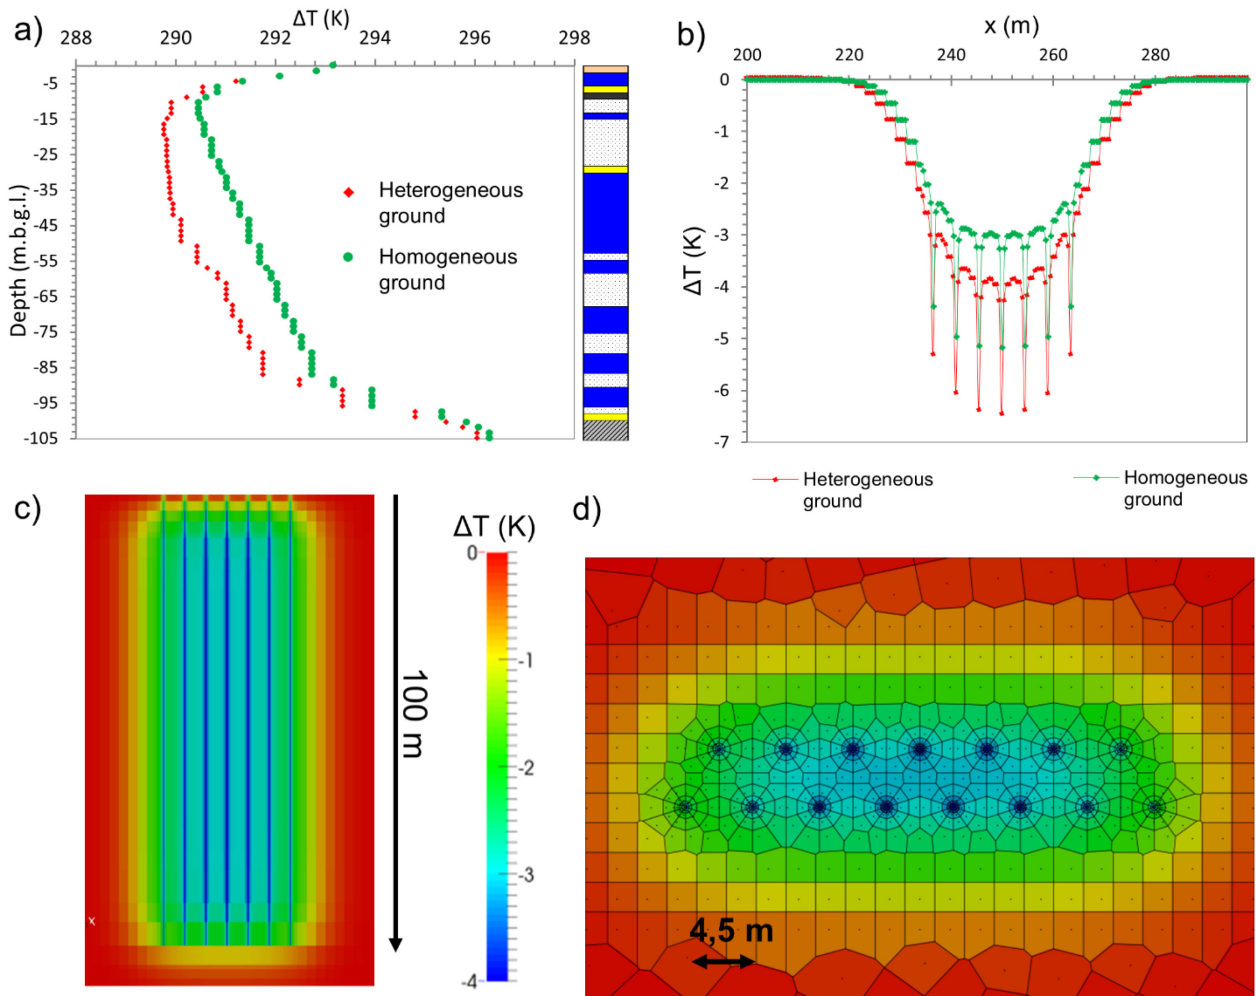 a)
ΔT (K)
288 290 292 294 296 298
-5
-15
-25
-35
-45
-55
-65
-75
-85
-95
-105
Depth (m.b.g.l.)
Heterogeneous
ground
Homogeneous
ground
b)
x (m)
200 220 240 260 280
0
-1
-2
-3
-4
-5
-6
-7
ΔT (K)
Heterogeneous
ground
Homogeneous
ground
c)
x
100 m
ΔT (K)
0
-1
-2
-3
-4
d)
4,5 m